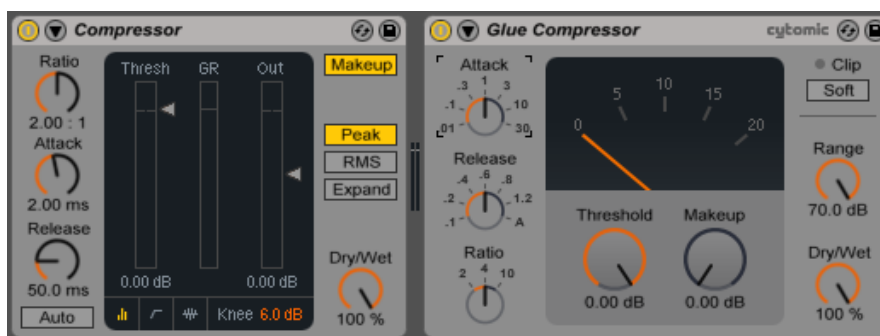 Compressor
Ratio
2.00 : 1
Attack
2.00 ms
Release
50.0 ms
Auto
Thresh GR Out
0.00 dB 0.00 dB
Knee 6.0 dB
Makeup
Peak
RMS
Expand
Dry/Wet
100 %
Glue Compressor
cytomic
Attack
.01 .1 .3 1 3 10 30
Release
.1 .2 .4 .6 .8 1.2 A
Ratio
2 4 10
0 5 10 15 20
Threshold
0.00 dB
Makeup
0.00 dB
Clip
Soft
Range
70.0 dB
Dry/Wet
100 %